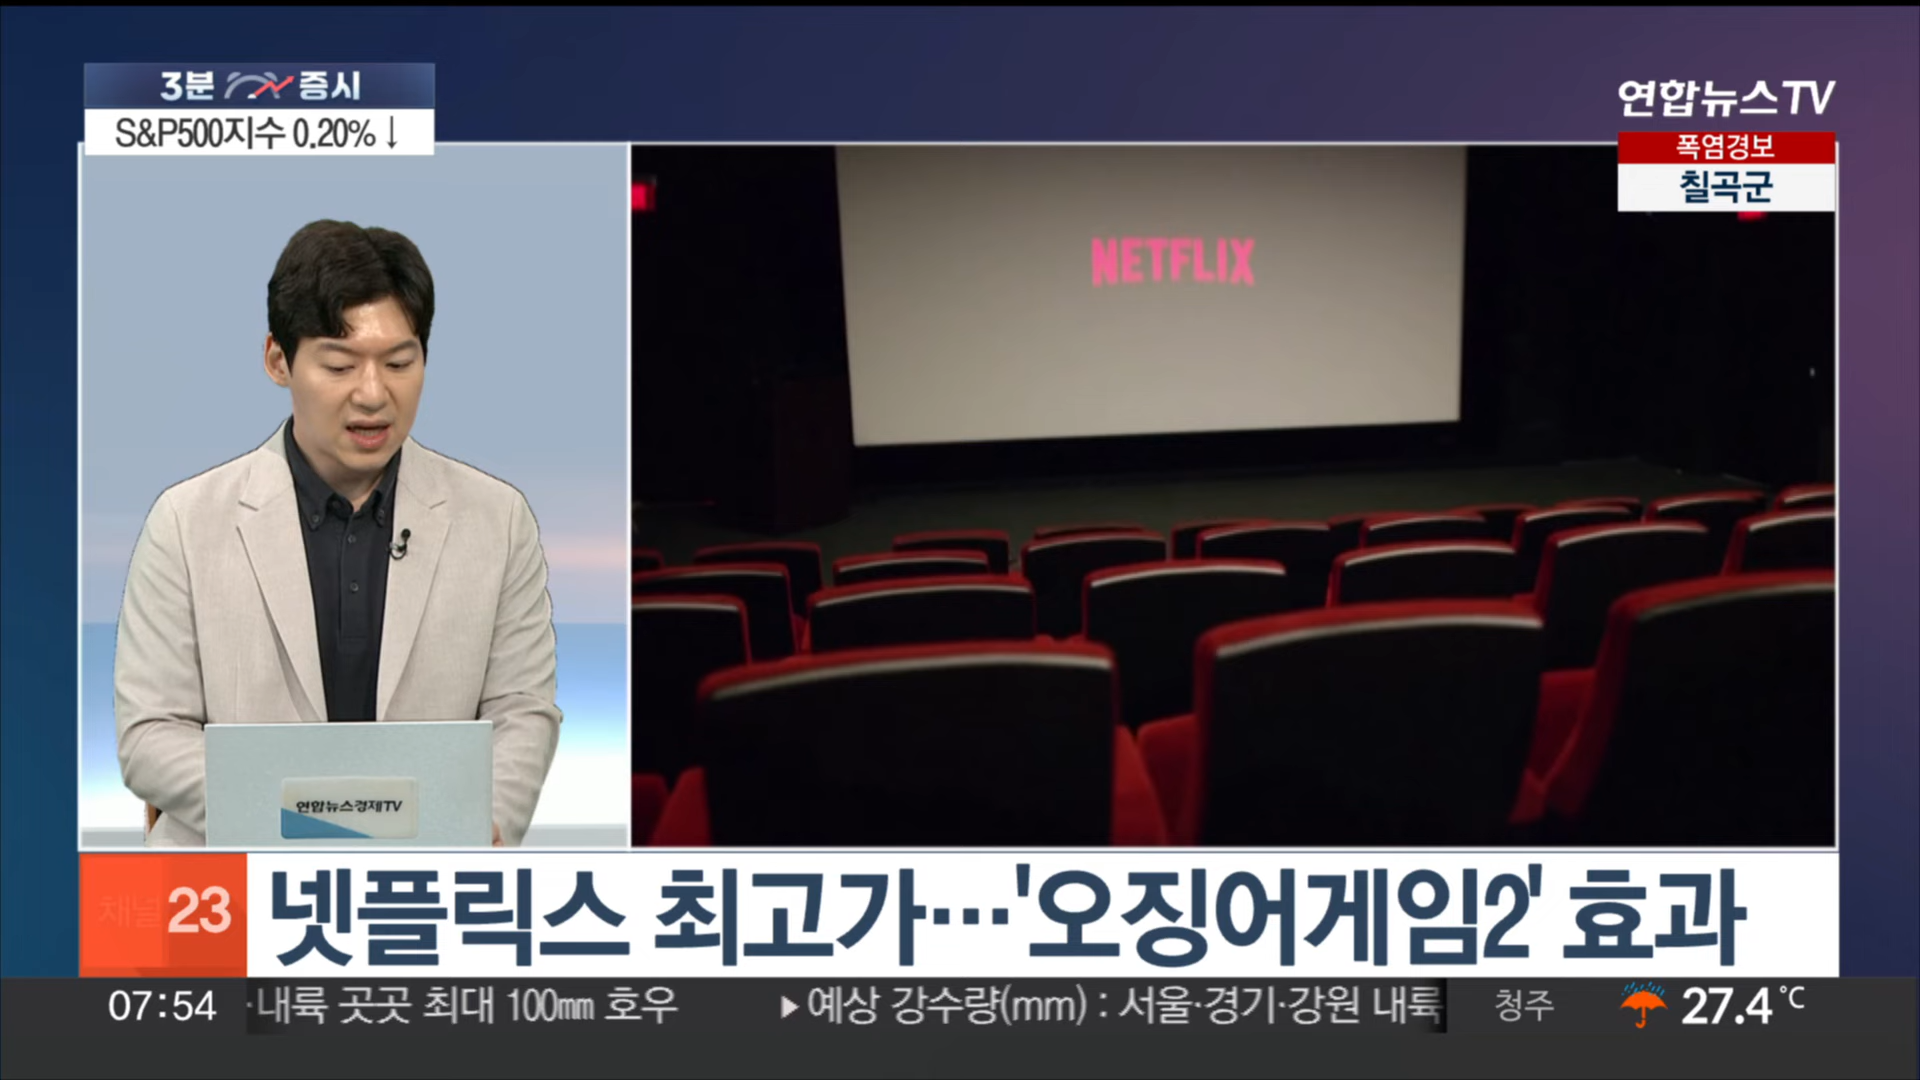 3분 증시
S&P500지수 0.20%↓
연합뉴스TV
폭염경보
칠곡군
NETFLIX
연합뉴스경제TV
채널23
넷플릭스 최고가…'오징어게임2' 효과
07:54 ·내륙 곳곳 최대 100㎜ 호우 ▶예상 강수량(mm) : 서울·경기·강원 내륙 청주 27.4℃